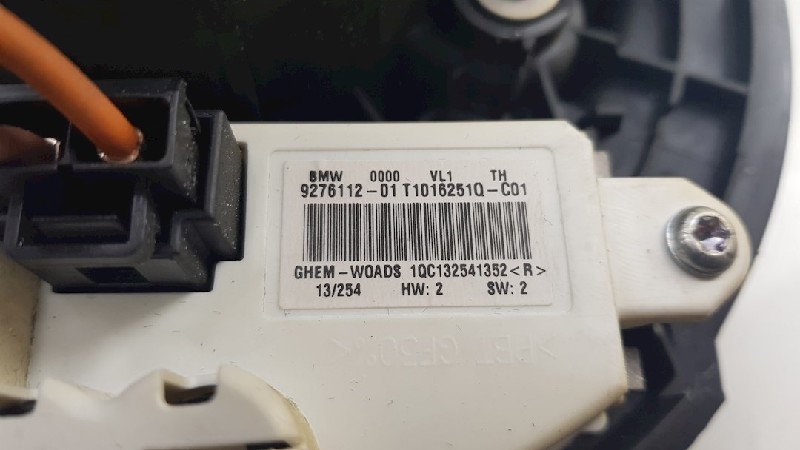 BMW 0000 VL1 TH
9276112-01 T1016251Q-C01
GHEM-WOADS 1QC132541352<R>
13/254 HW: 2 SW: 2